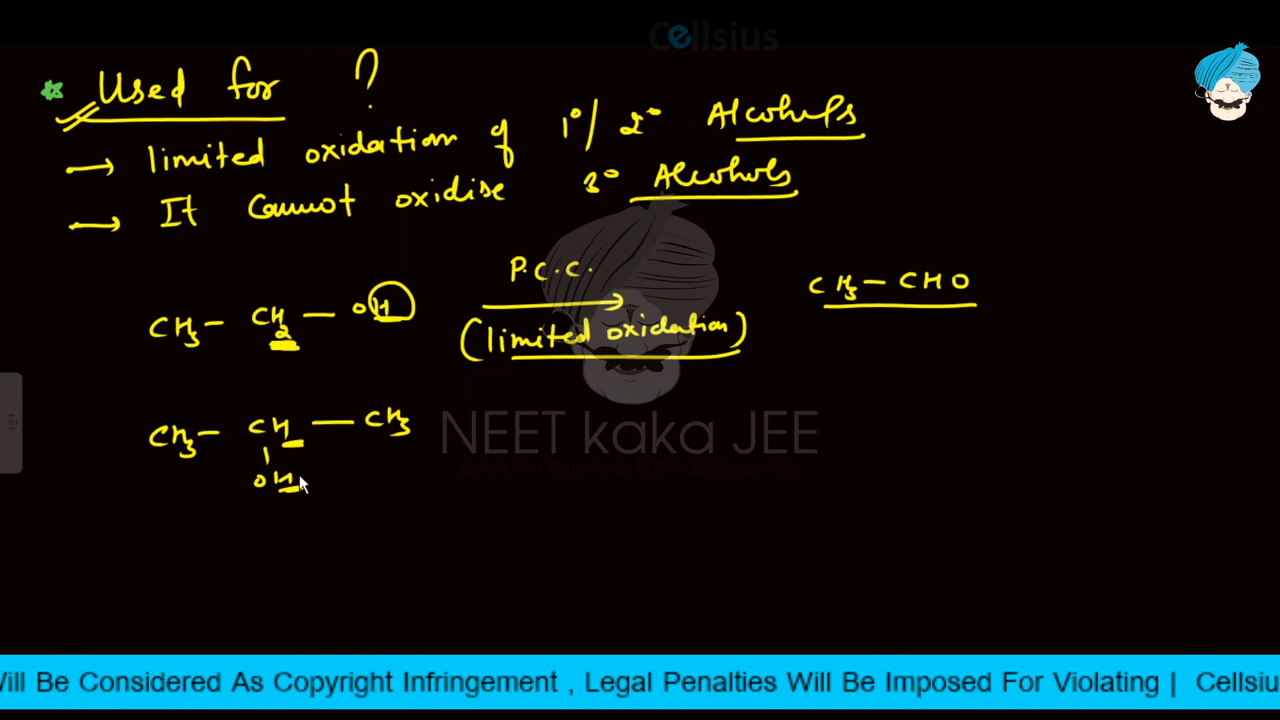 Cellsius
Used for ?
→ limited oxidation of 1°/2° Alcohols
→ It cannot oxidise 3° Alcohols
P.C.C.
CH3 – CH2 – OH → CH3 – CHO
(limited oxidation)
CH3 – CH – CH3
OH
NEET kaka JEE
Will Be Considered As Copyright Infringement , Legal Penalties Will Be Imposed For Violating | Cellsiu